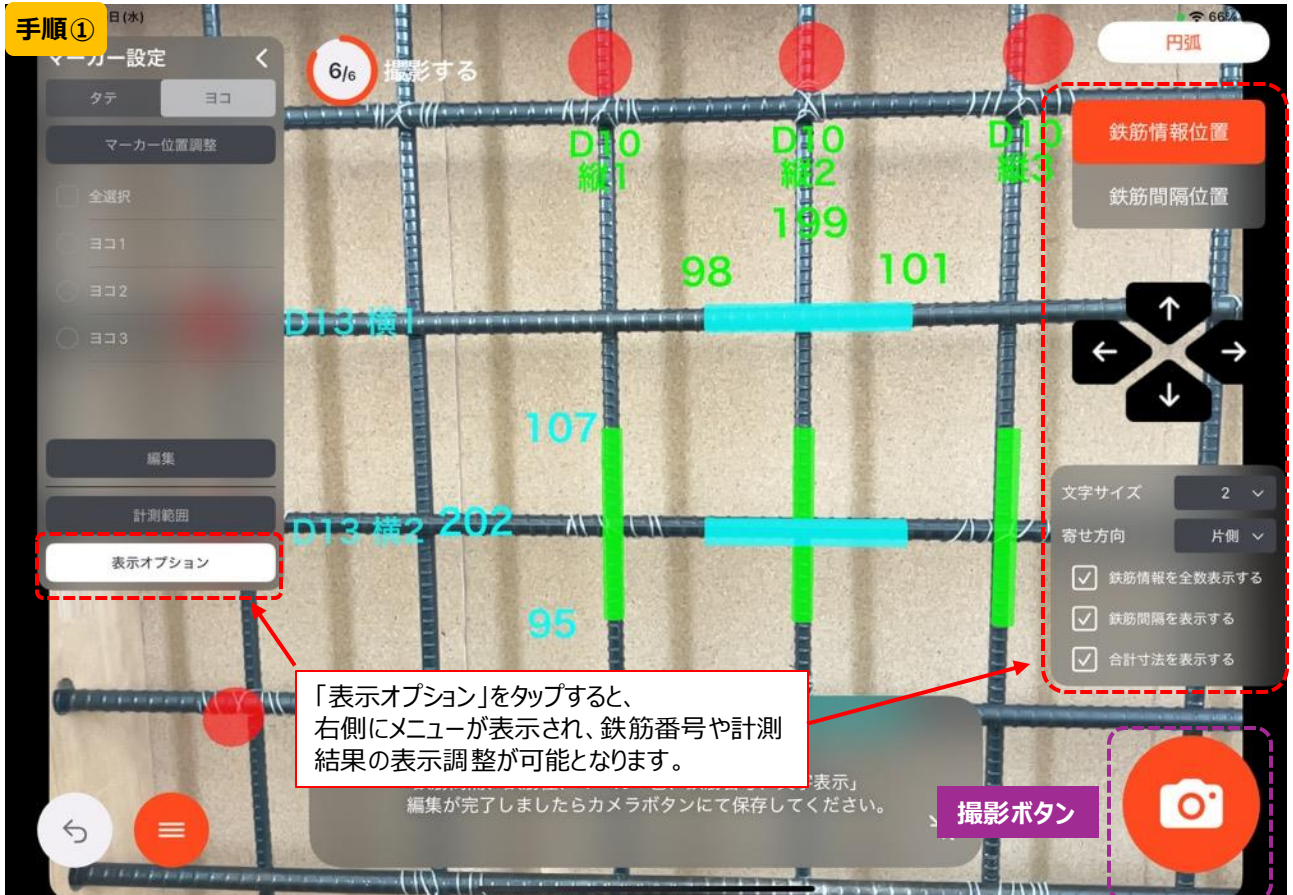 手順①
日(水)
66%
マーカー設定
タテ
ヨコ
マーカー位置調整
全選択
ヨコ1
ヨコ2
ヨコ3
編集
計測範囲
表示オプション
6/6
撮影する
円弧
鉄筋情報位置
鉄筋間隔位置
D10
縦1
D10
縦2
D10
縦3
199
98
101
D13 横1
107
D13 横2
202
95
文字サイズ
2
寄せ方向
片側
鉄筋情報を全数表示する
鉄筋間隔を表示する
合計寸法を表示する
「表示オプション」をタップすると、
右側にメニューが表示され、鉄筋番号や計測
結果の表示調整が可能となります。
文字表示」
編集が完了しましたらカメラボタンにて保存してください。
撮影ボタン